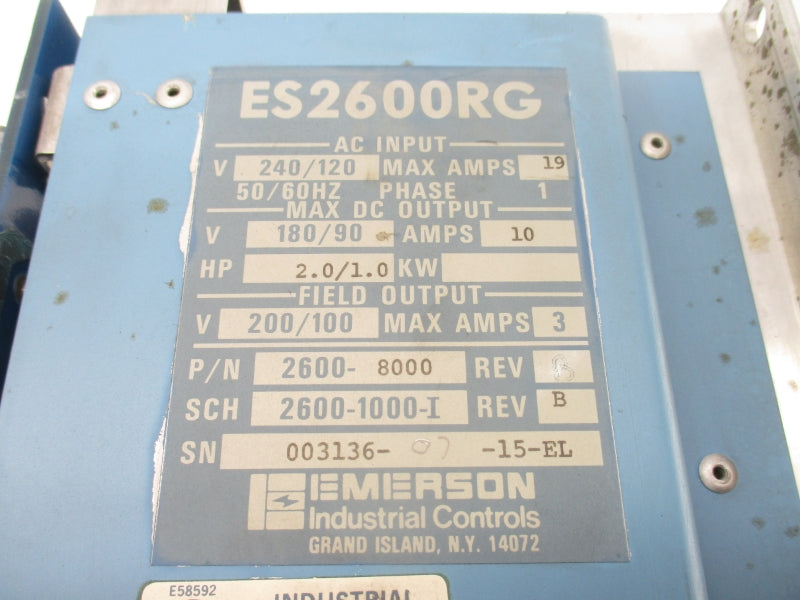 ES2600RG
AC INPUT
V 240/120 MAX AMPS 19
50/60HZ PHASE 1
MAX DC OUTPUT
V 180/90 AMPS 10
HP 2.0/1.0 KW
FIELD OUTPUT
V 200/100 MAX AMPS 3
P/N 2600- 8000 REV B
SCH 2600-1000-I REV B
SN 003136- 07 -15-EL
EMERSON
Industrial Controls
GRAND ISLAND, N.Y. 14072
E58592
INDUSTRIAL